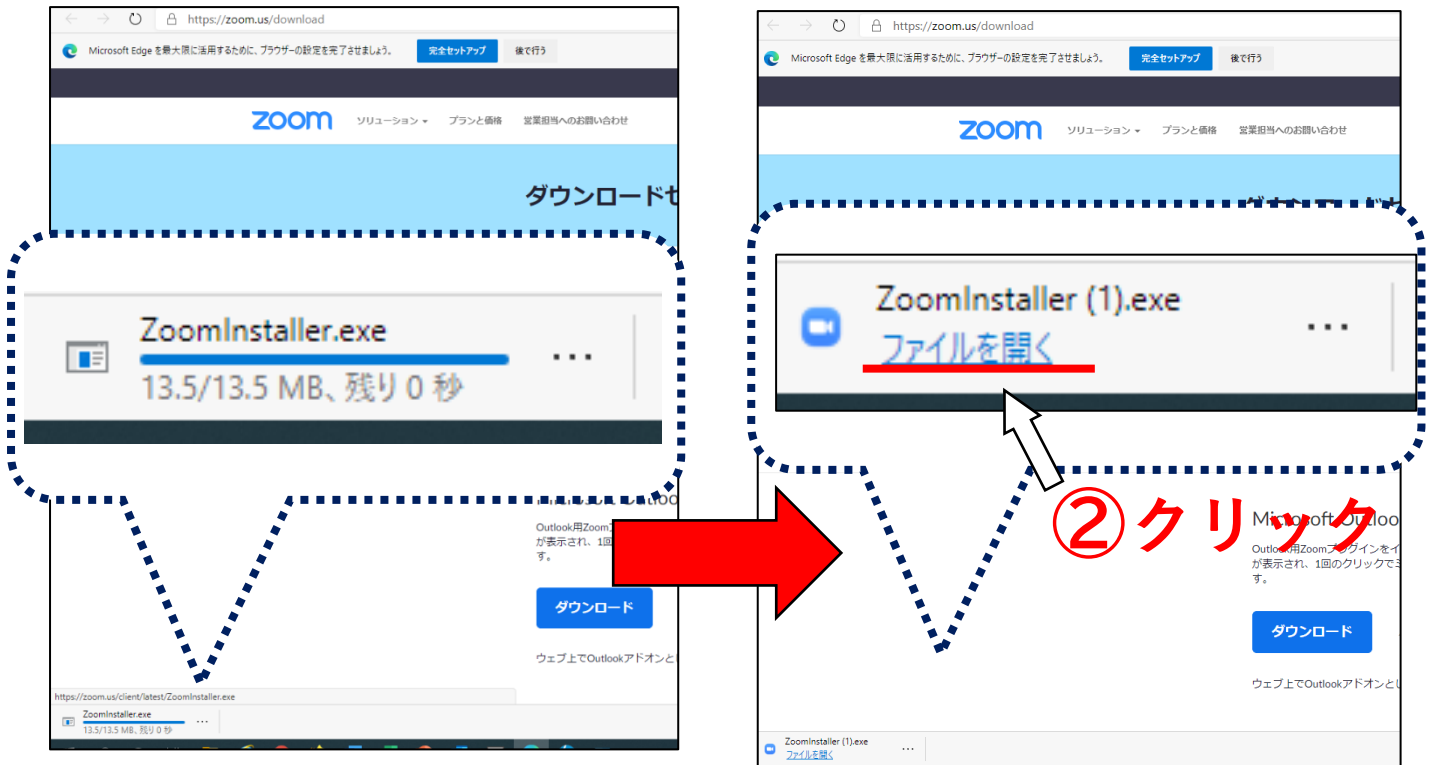 https://zoom.us/download
Microsoft Edge を最大限に活用するために、ブラウザーの設定を完了させましょう。 完全セットアップ 後で行う
zoom ソリューション プランと価格 営業担当へのお問い合わせ
ダウンロードセ
ZoomInstaller.exe
13.5/13.5 MB、残り 0 秒
Outlook用Zoomプ
が表示され、1回
す。
ダウンロード
ウェブ上でOutlookアドオンとし
https://zoom.us/client/latest/ZoomInstaller.exe
ZoomInstaller.exe
13.5/13.5 MB、残り 0 秒
https://zoom.us/download
Microsoft Edge を最大限に活用するために、ブラウザーの設定を完了させましょう。 完全セットアップ 後で行う
zoom ソリューション プランと価格 営業担当へのお問い合わせ
ZoomInstaller (1).exe
ファイルを開く
②クリック
Microsoft Outloo
Outlook用Zoomプラグインをイ
が表示され、1回のクリックでミ
す。
ダウンロード
ウェブ上でOutlookアドオンとし
ZoomInstaller (1).exe
ファイルを開く